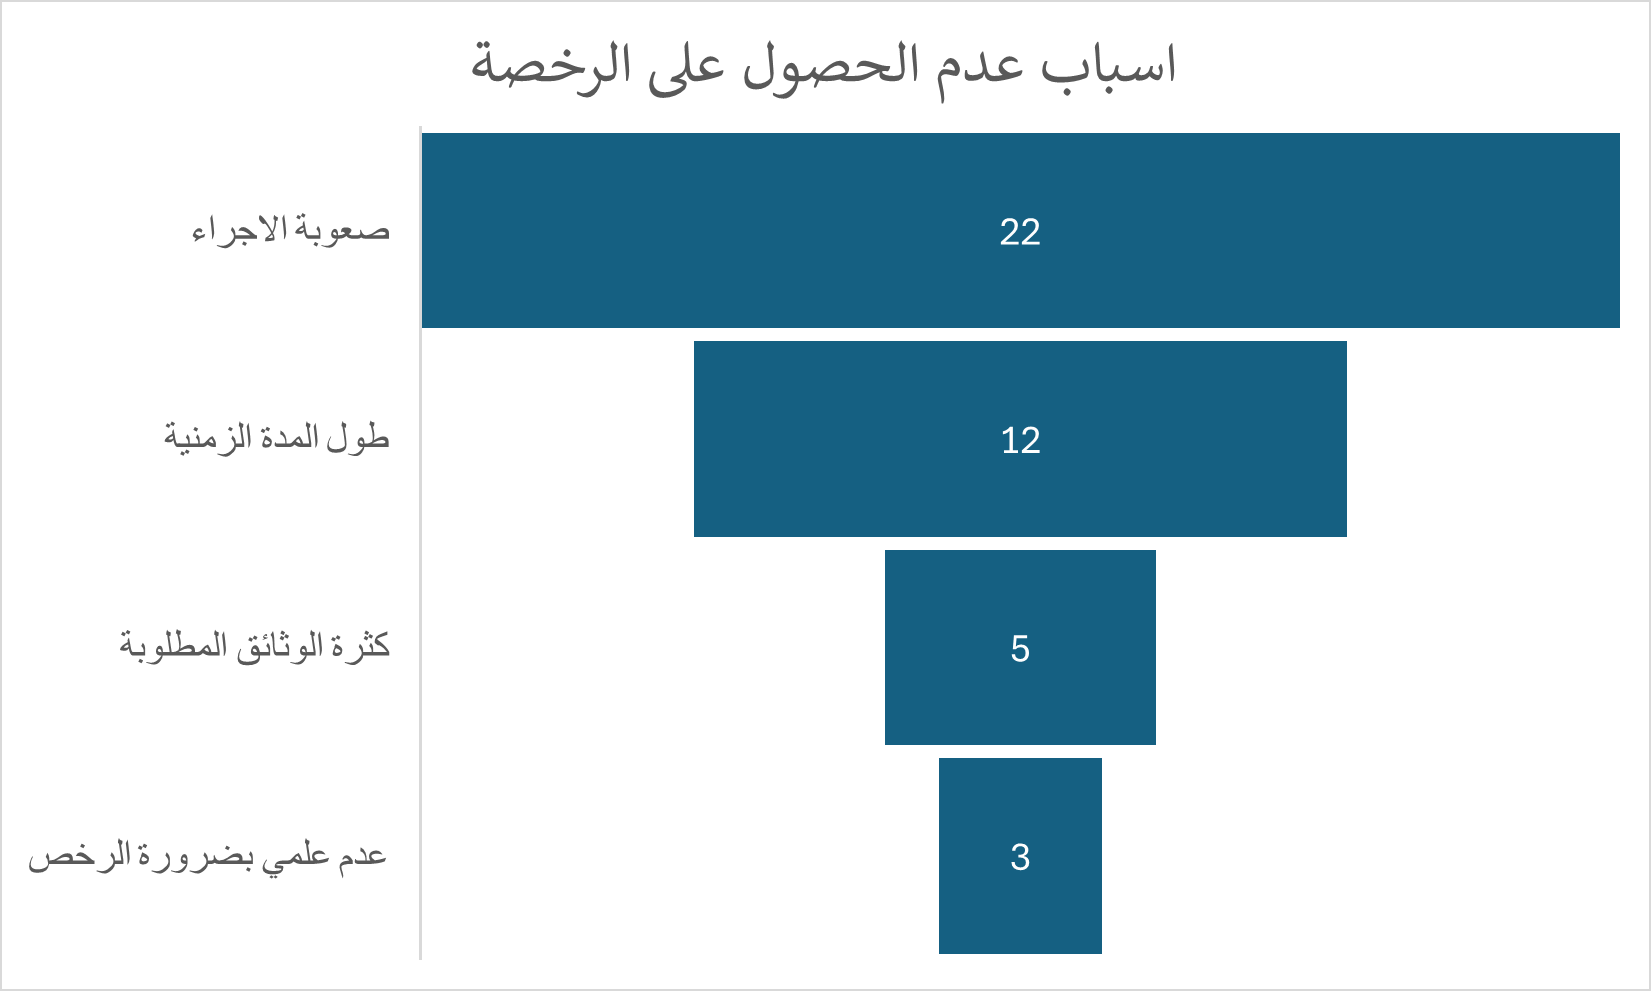 اسباب عدم الحصول على الرخصة
صعوبة الاجراء
22
طول المدة الزمنية
12
كثرة الوثائق المطلوبة
5
عدم علمي بضرورة الرخص
3